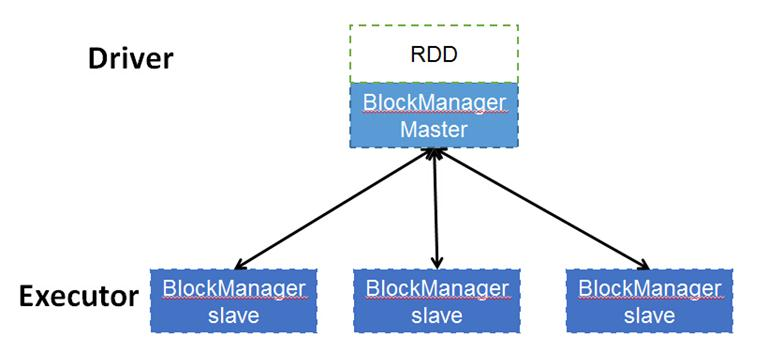 Driver
RDD
BlockManager
Master
Executor
BlockManager
slave
BlockManager
slave
BlockManager
slave